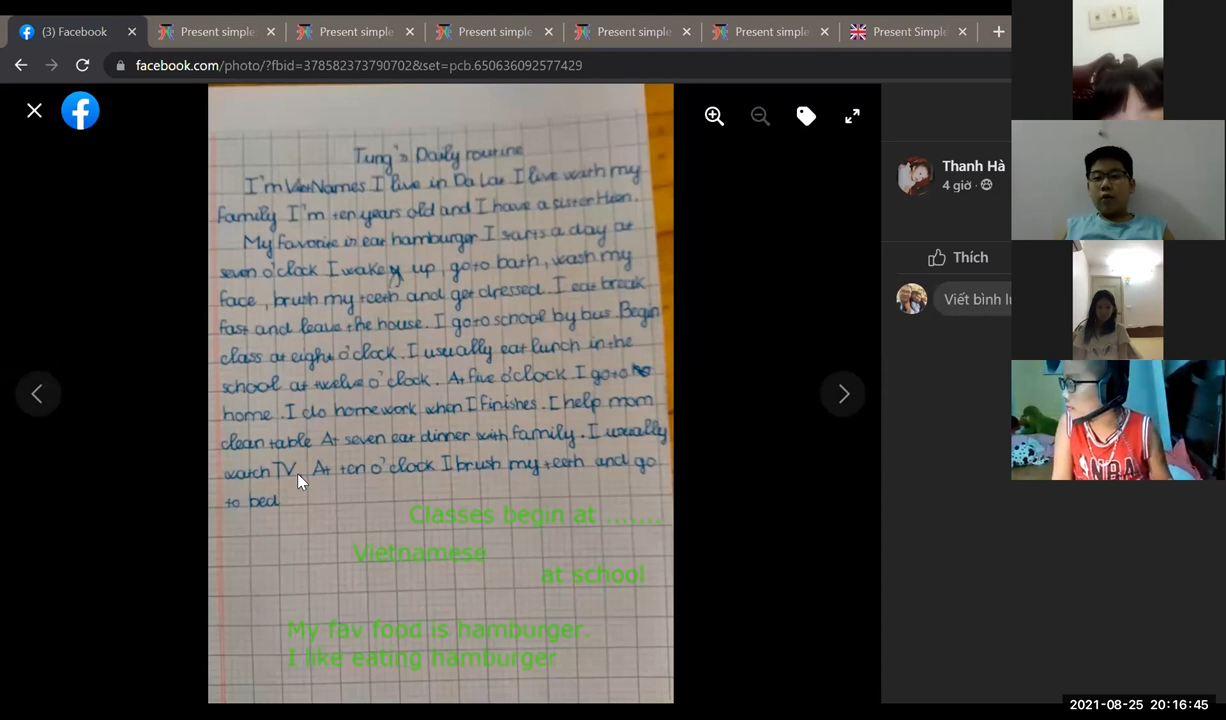 (3) Facebook
Present simple
Present simple
Present simple
Present simple
Present simple
Present Simple
facebook.com/photo/?fbid=378582373790702&set=pcb.650636092577429
Tung's Daily routine
I'm VietNames I live in Da Lat I live with my
family I'm ten years old and I have a sister Hien.
My favorite in eat hamburger I sarts a day at
seven o'clock I wake up, go to bath, wash my
face, brush my teeth and get dressed. I eat break
fast and leave the house. I go to school by bus. Begin
class at eight o'clock. I usually eat lunch in the
school at twelve o'clock. At five o'clock I go to
home. I do homework when I finishes. I help mom
clean table At seven eat dinner with family. I usually
watch TV. At ten o'clock I brush my teeth and go
to bed
Classes begin at .......
Vietnamese
at school
My fav food is hamburger.
I like eating hamburger
Thanh Hà
4 giờ
Thích
Viết bình lu
NBA
2021-08-25 20:16:45